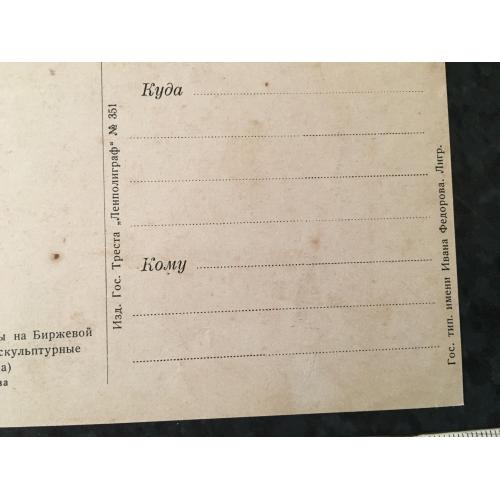 Куда
Кому
Изд. Гос. Треста „Ленполиграф“ № 351
Гос. тип. имени Ивана Федорова. Лнгр.
ы на Биржевой
скульптурные
а)
ва